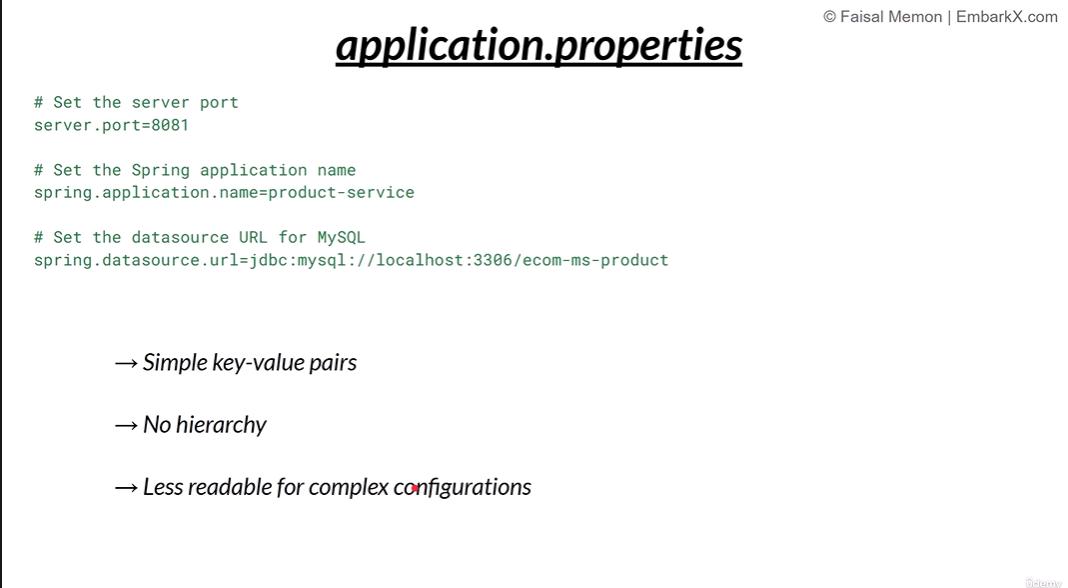 © Faisal Memon | EmbarkX.com
application.properties
# Set the server port
server.port=8081
# Set the Spring application name
spring.application.name=product-service
# Set the datasource URL for MySQL
spring.datasource.url=jdbc:mysql://localhost:3306/ecom-ms-product
→ Simple key-value pairs
→ No hierarchy
→ Less readable for complex configurations
ûdemy